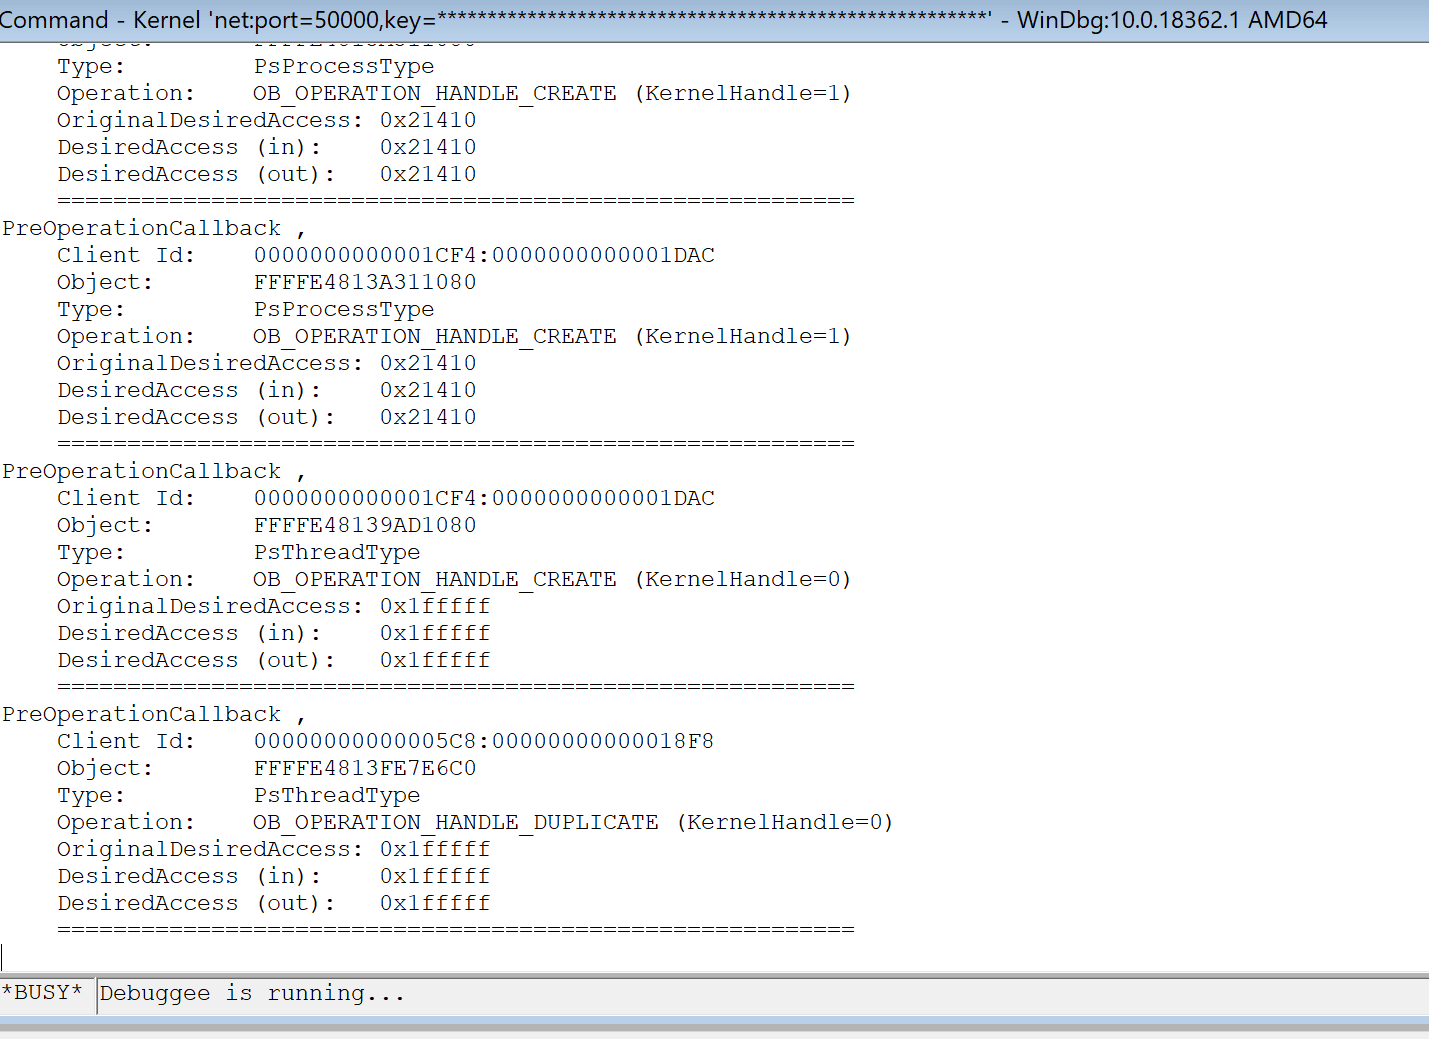 Command - Kernel 'net:port=50000,key=*******************************************************' - WinDbg:10.0.18362.1 AMD64
Type: PsProcessType
Operation: OB_OPERATION_HANDLE_CREATE (KernelHandle=1)
OriginalDesiredAccess: 0x21410
DesiredAccess (in): 0x21410
DesiredAccess (out): 0x21410
=========================================================
PreOperationCallback ,
Client Id: 0000000000001CF4:0000000000001DAC
Object: FFFFE4813A311080
Type: PsProcessType
Operation: OB_OPERATION_HANDLE_CREATE (KernelHandle=1)
OriginalDesiredAccess: 0x21410
DesiredAccess (in): 0x21410
DesiredAccess (out): 0x21410
=========================================================
PreOperationCallback ,
Client Id: 0000000000001CF4:0000000000001DAC
Object: FFFFE48139AD1080
Type: PsThreadType
Operation: OB_OPERATION_HANDLE_CREATE (KernelHandle=0)
OriginalDesiredAccess: 0x1fffff
DesiredAccess (in): 0x1fffff
DesiredAccess (out): 0x1fffff
=========================================================
PreOperationCallback ,
Client Id: 00000000000005C8:00000000000018F8
Object: FFFFE4813FE7E6C0
Type: PsThreadType
Operation: OB_OPERATION_HANDLE_DUPLICATE (KernelHandle=0)
OriginalDesiredAccess: 0x1fffff
DesiredAccess (in): 0x1fffff
DesiredAccess (out): 0x1fffff
=========================================================
*BUSY* Debuggee is running...